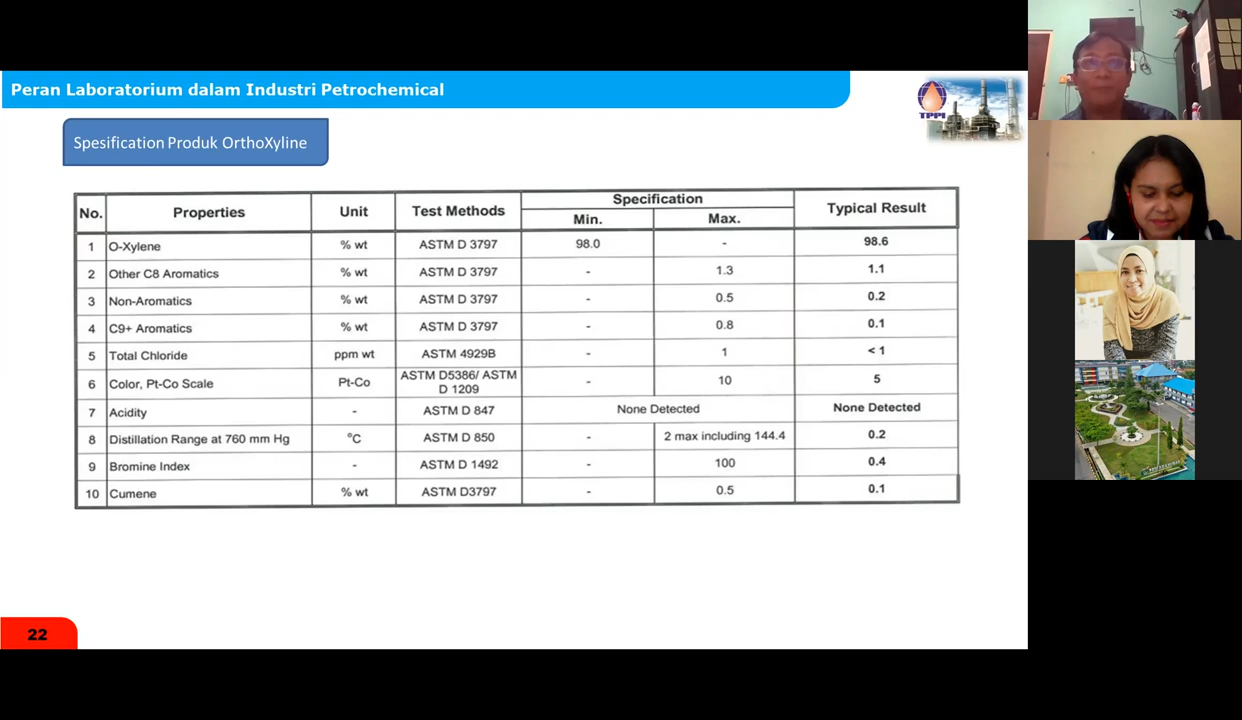 Peran Laboratorium dalam Industri Petrochemical
TPPI
Spesification Produk OrthoXyline
No. Properties Unit Test Methods Specification Typical Result
Min. Max.
1 O-Xylene % wt ASTM D 3797 98.0 - 98.6
2 Other C8 Aromatics % wt ASTM D 3797 - 1.3 1.1
3 Non-Aromatics % wt ASTM D 3797 - 0.5 0.2
4 C9+ Aromatics % wt ASTM D 3797 - 0.8 0.1
5 Total Chloride ppm wt ASTM 4929B - 1 < 1
6 Color, Pt-Co Scale Pt-Co ASTM D5386/ ASTM D 1209 - 10 5
7 Acidity - ASTM D 847 None Detected None Detected
8 Distillation Range at 760 mm Hg °C ASTM D 850 - 2 max including 144.4 0.2
9 Bromine Index - ASTM D 1492 - 100 0.4
10 Cumene % wt ASTM D3797 - 0.5 0.1
22